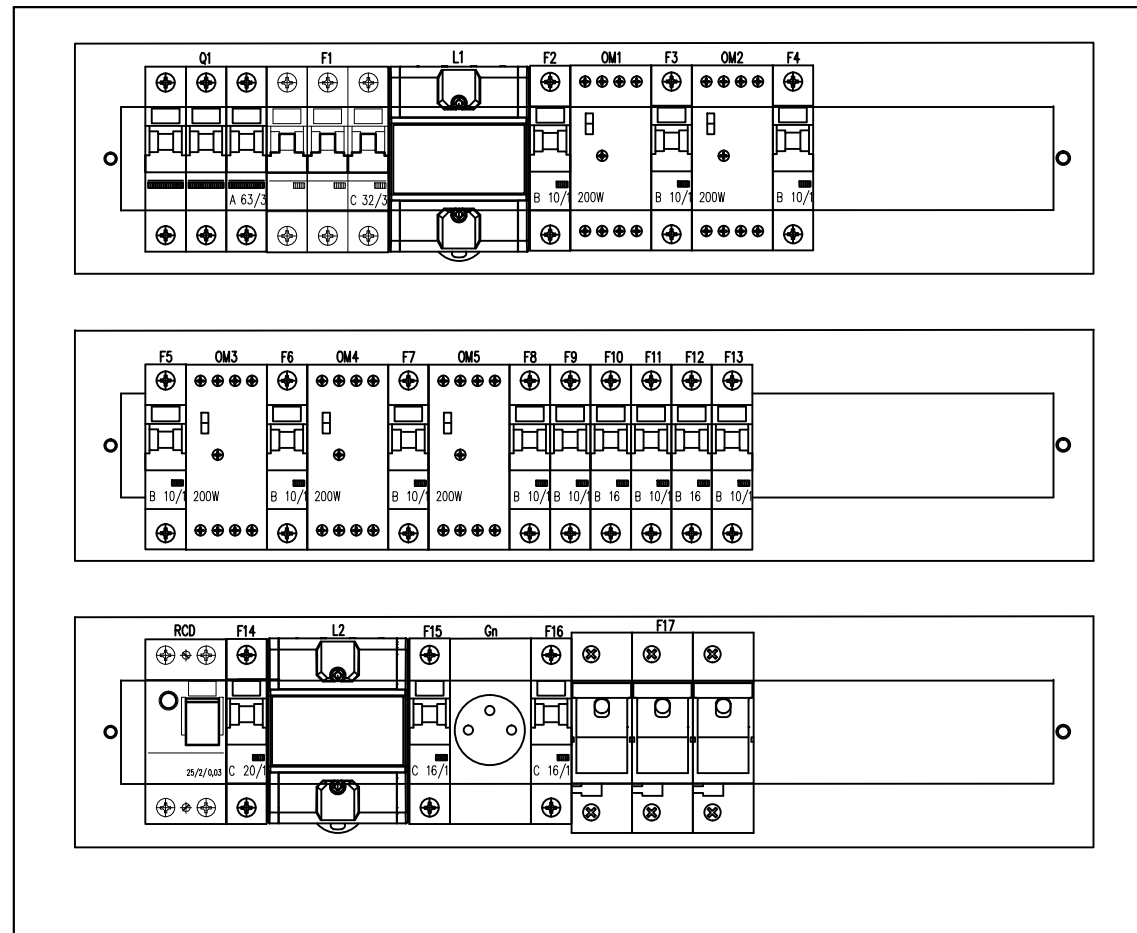 Q1 F1 L1 F2 OM1 F3 OM2 F4
A 63/3 C 32/3 B 10/1 200W B 10/1 200W B 10/1
F5 OM3 F6 OM4 F7 OM5 F8 F9 F10 F11 F12 F13
B 10/1 200W B 10/1 200W B 10/1 200W B 10/1 B 10/1 B 16 B 10/1 B 16 B 10/1
RCD F14 L2 F15 Gn F16 F17
25/2/0,03 C 20/1 C 16/1 C 16/1